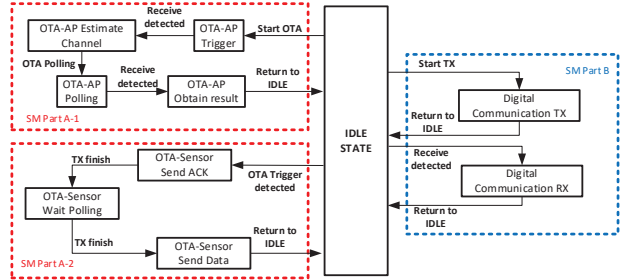 OTA-AP Estimate
Channel
Receive
detected
OTA-AP
Trigger
Start OTA
OTA Polling
OTA-AP
Polling
Receive
detected
OTA-AP
Obtain result
Return to
IDLE
SM Part A-1
IDLE
STATE
Start TX
SM Part B
Digital
Communication TX
Return to
IDLE
Receive
detected
Digital
Communication RX
Return to
IDLE
TX finish
OTA-Sensor
Send ACK
OTA Trigger
detected
OTA-Sensor
Wait Polling
TX finish
OTA-Sensor
Send Data
Return to
IDLE
SM Part A-2